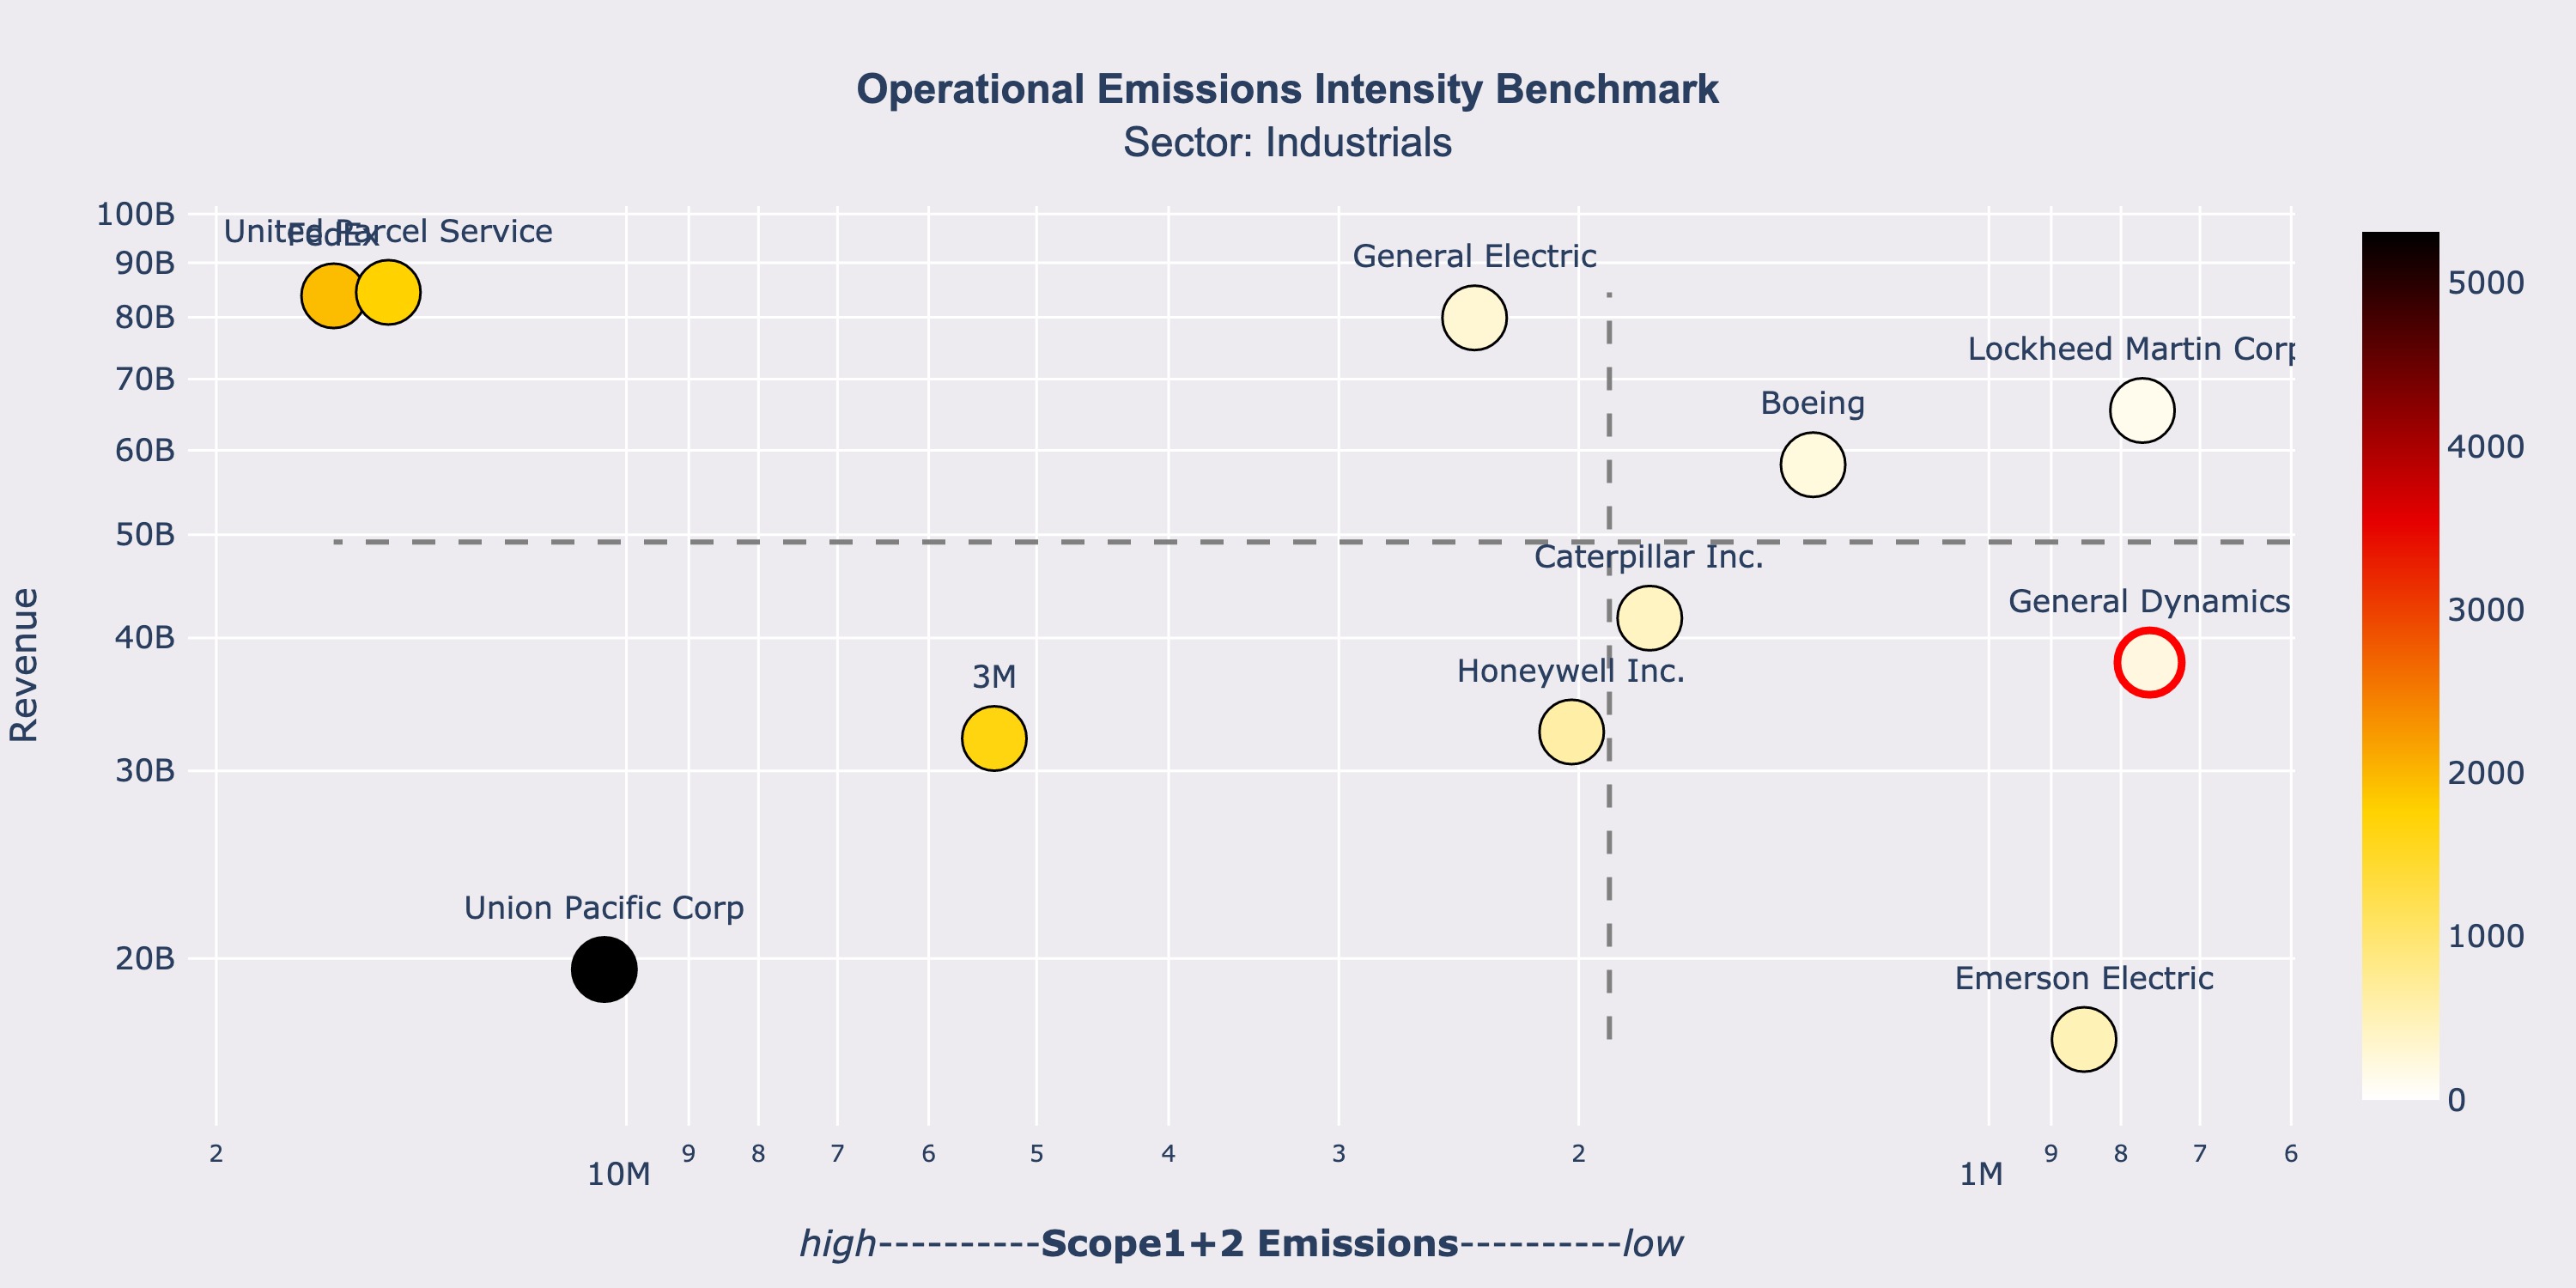 Operational Emissions Intensity Benchmark
Sector: Industrials
100B
90B
80B
70B
60B
50B
40B
30B
20B
Revenue
United Parcel Service
FedEx
General Electric
Lockheed Martin Corp
Boeing
Caterpillar Inc.
General Dynamics
Honeywell Inc.
3M
Union Pacific Corp
Emerson Electric
5000
4000
3000
2000
1000
0
2 9 8 7 6 5 4 3 2 9 8 7 6
10M 1M
high----------Scope1+2 Emissions----------low